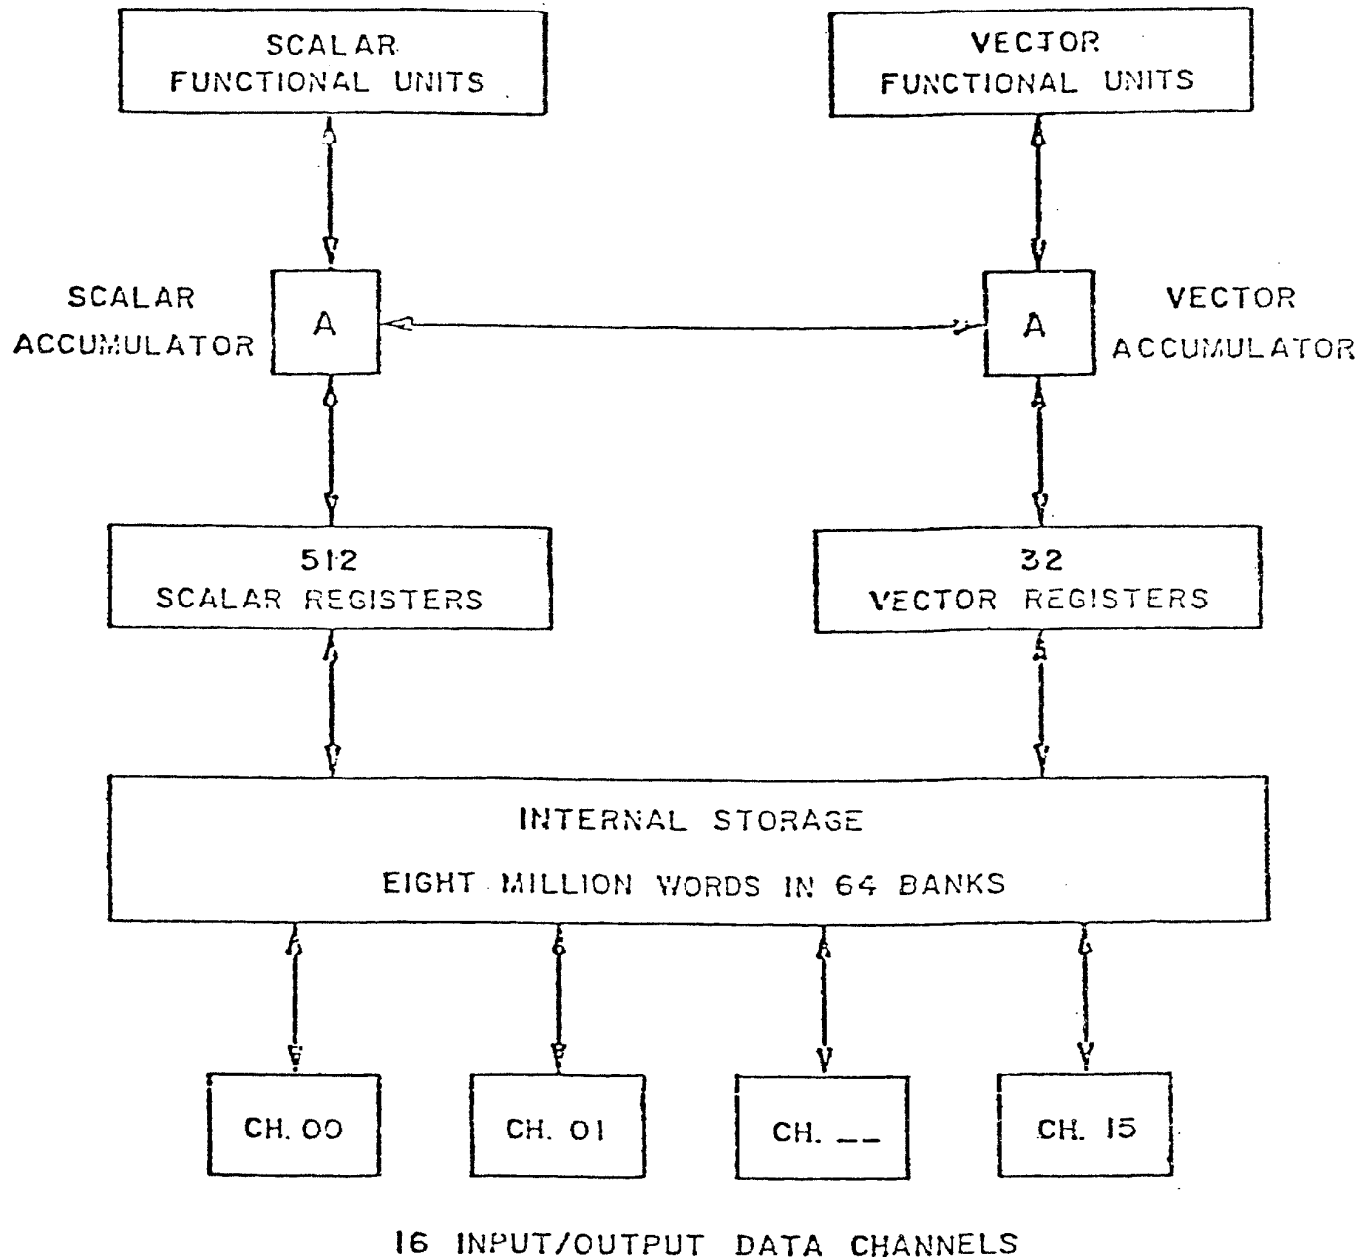 SCALAR
FUNCTIONAL UNITS
VECTOR
FUNCTIONAL UNITS
SCALAR
ACCUMULATOR
A
A
VECTOR
ACCUMULATOR
512
SCALAR REGISTERS
32
VECTOR REGISTERS
INTERNAL STORAGE
EIGHT MILLION WORDS IN 64 BANKS
CH. 00
CH. 01
CH. __
CH. 15
16 INPUT/OUTPUT DATA CHANNELS